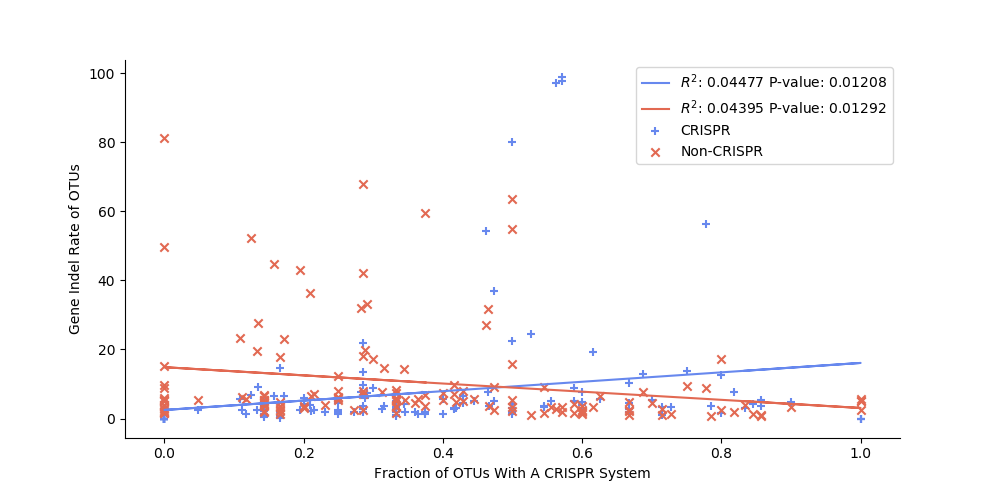 100
80
60
40
20
0
Gene Indel Rate of OTUs
R²: 0.04477 P-value: 0.01208
R²: 0.04395 P-value: 0.01292
CRISPR
Non-CRISPR
0.0 0.2 0.4 0.6 0.8 1.0
Fraction of OTUs With A CRISPR System